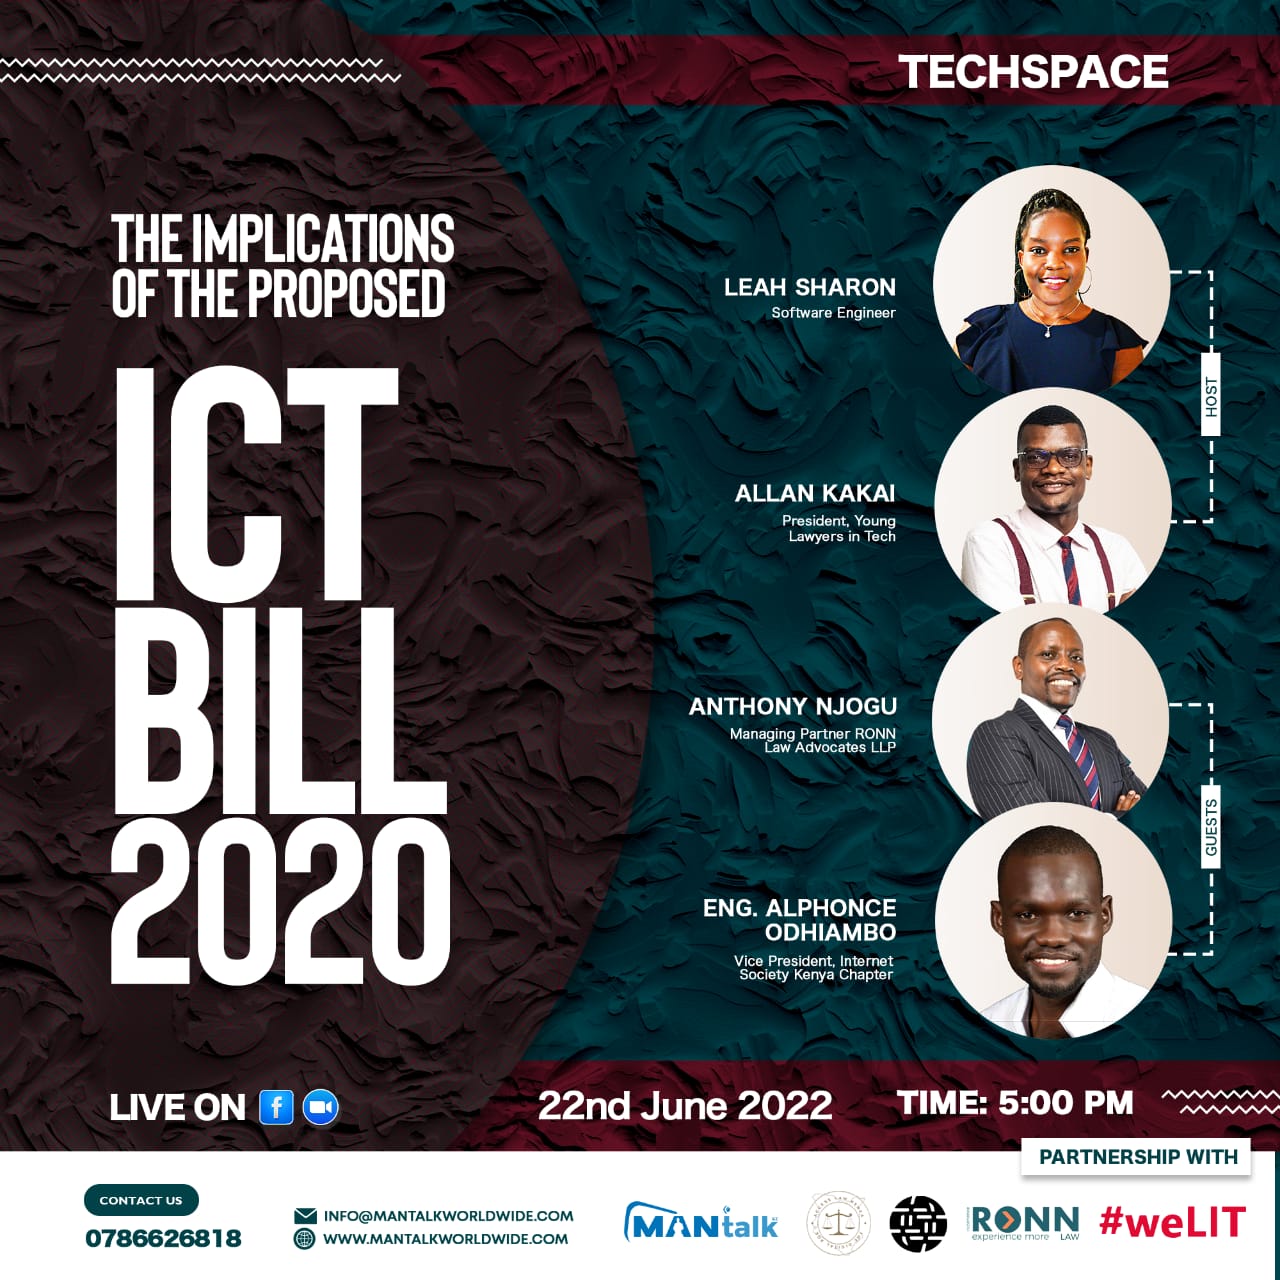 TECHSPACE
THE IMPLICATIONS
OF THE PROPOSED
ICT
BILL
2020
LEAH SHARON
Software Engineer
HOST
ALLAN KAKAI
President, Young
Lawyers in Tech
ANTHONY NJOGU
Managing Partner RONN
Law Advocates LLP
GUESTS
ENG. ALPHONCE
ODHIAMBO
Vice President, Internet
Society Kenya Chapter
LIVE ON
22nd June 2022
TIME: 5:00 PM
PARTNERSHIP WITH
CONTACT US
0786626818
INFO@MANTALKWORLDWIDE.COM
WWW.MANTALKWORLDWIDE.COM
MANtalk
RONN
experience more LAW
#weLIT